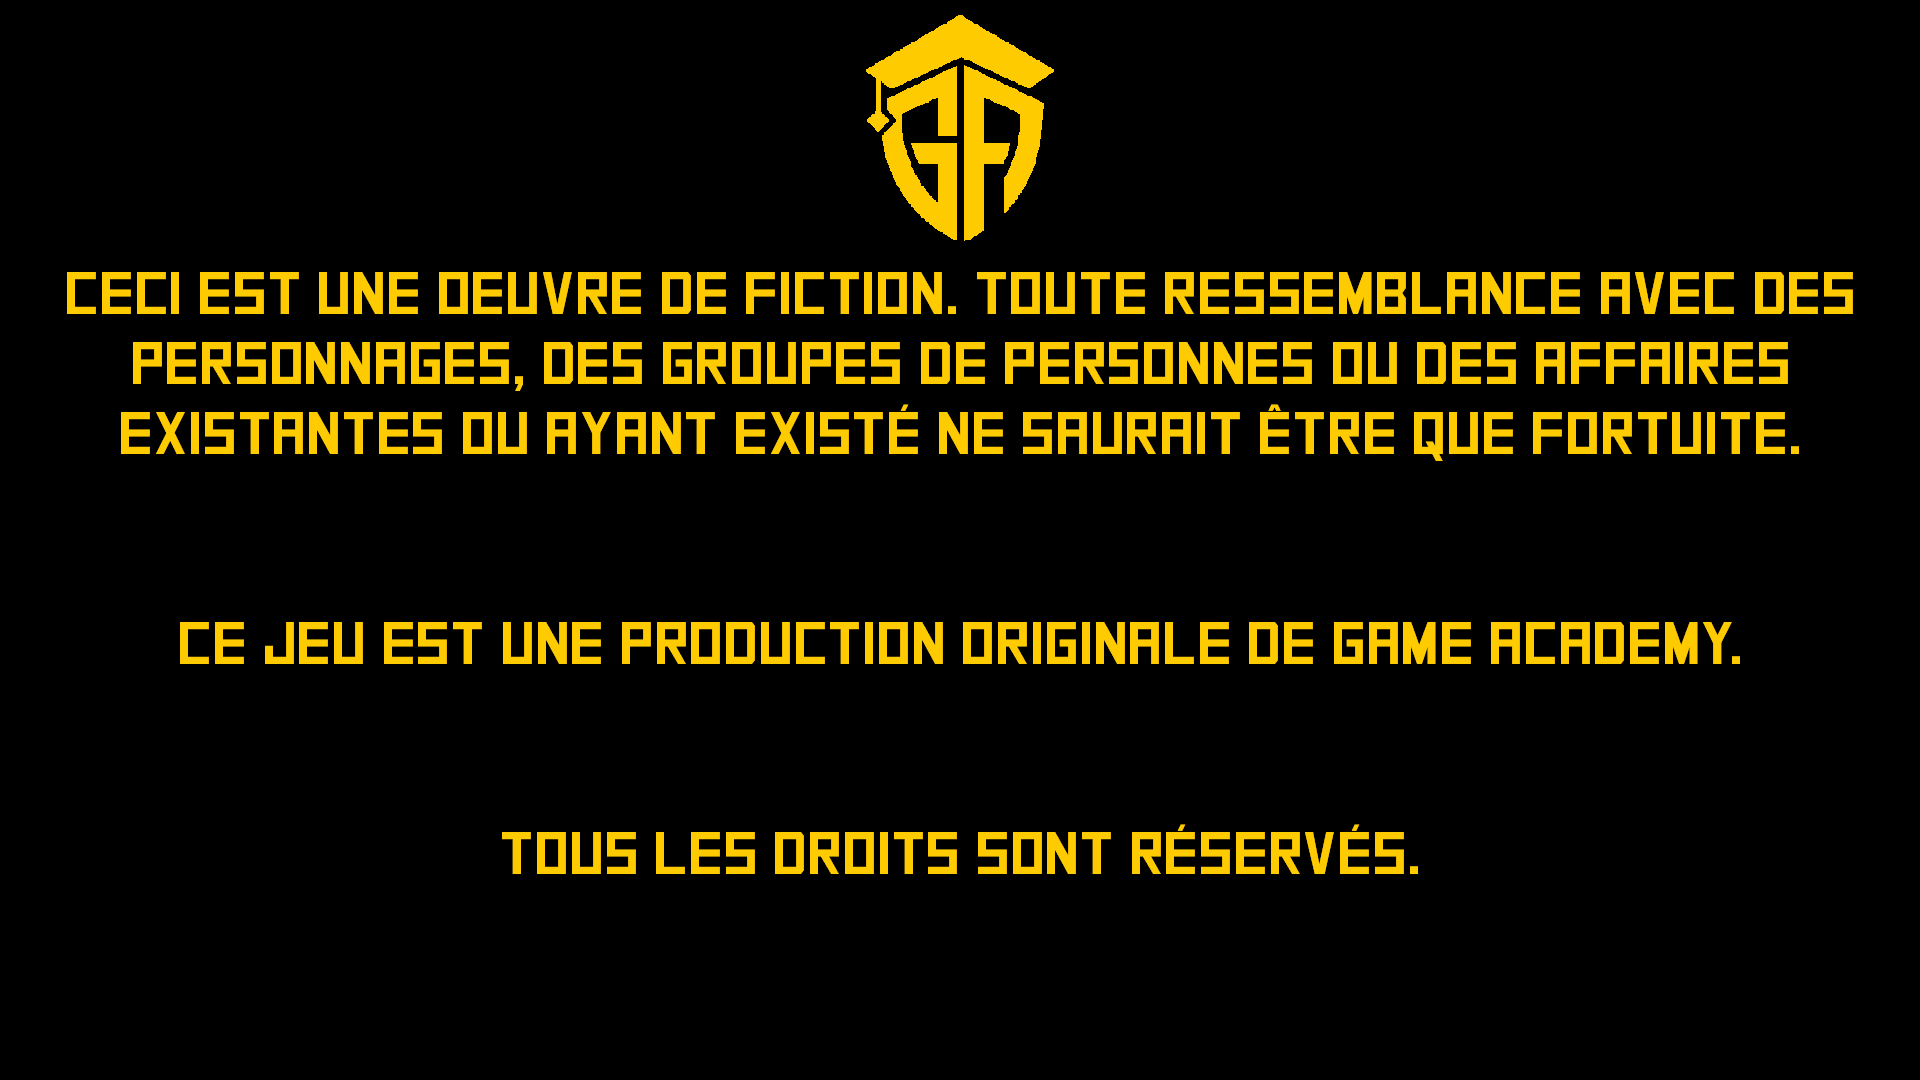 GA
CECI EST UNE OEUVRE DE FICTION. TOUTE RESSEMBLANCE AVEC DES
PERSONNAGES, DES GROUPES DE PERSONNES OU DES AFFAIRES
EXISTANTES OU AYANT EXISTÉ NE SAURAIT ÊTRE QUE FORTUITE.
CE JEU EST UNE PRODUCTION ORIGINALE DE GAME ACADEMY.
TOUS LES DROITS SONT RÉSERVÉS.